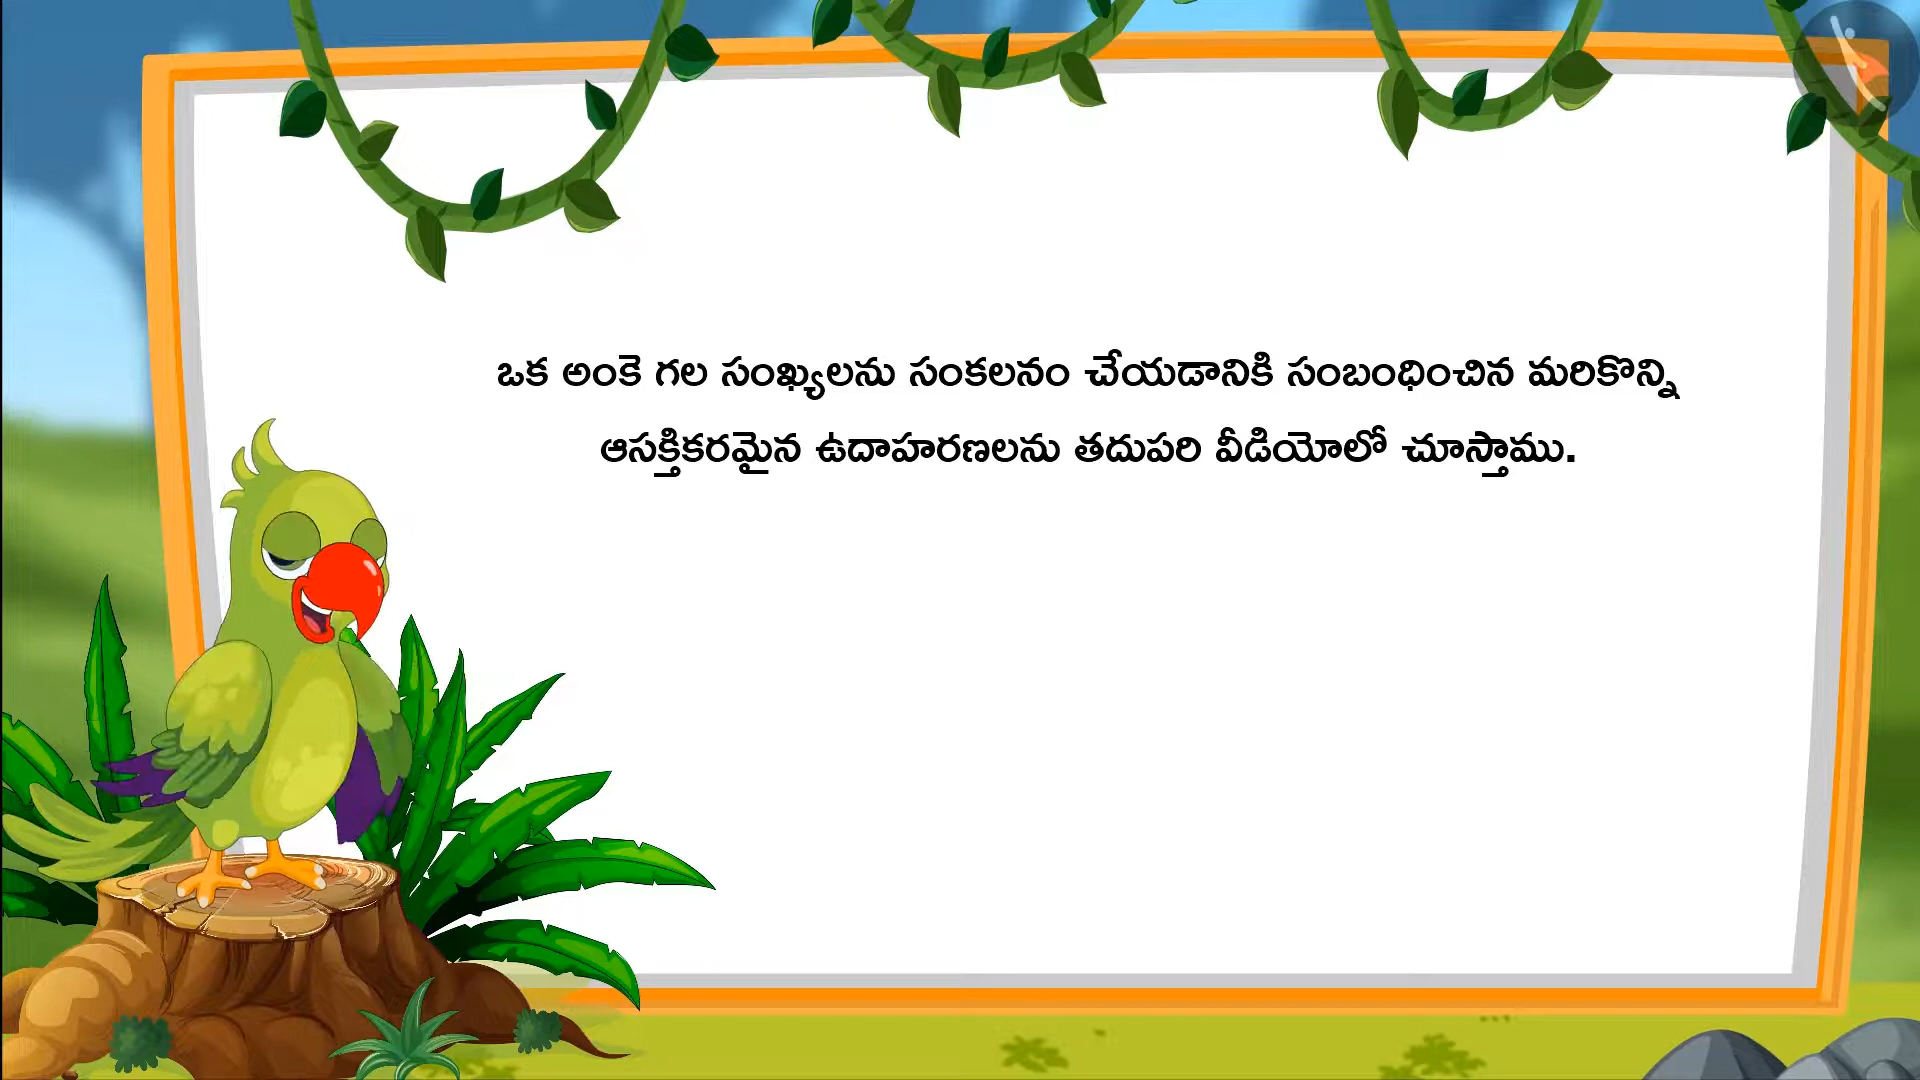 ఒక అంకె గల సంఖ్యలను సంకలనం చేయడానికి సంబంధించిన మరికొన్ని
ఆసక్తికరమైన ఉదాహరణలను తదుపరి వీడియోలో చూస్తాము.